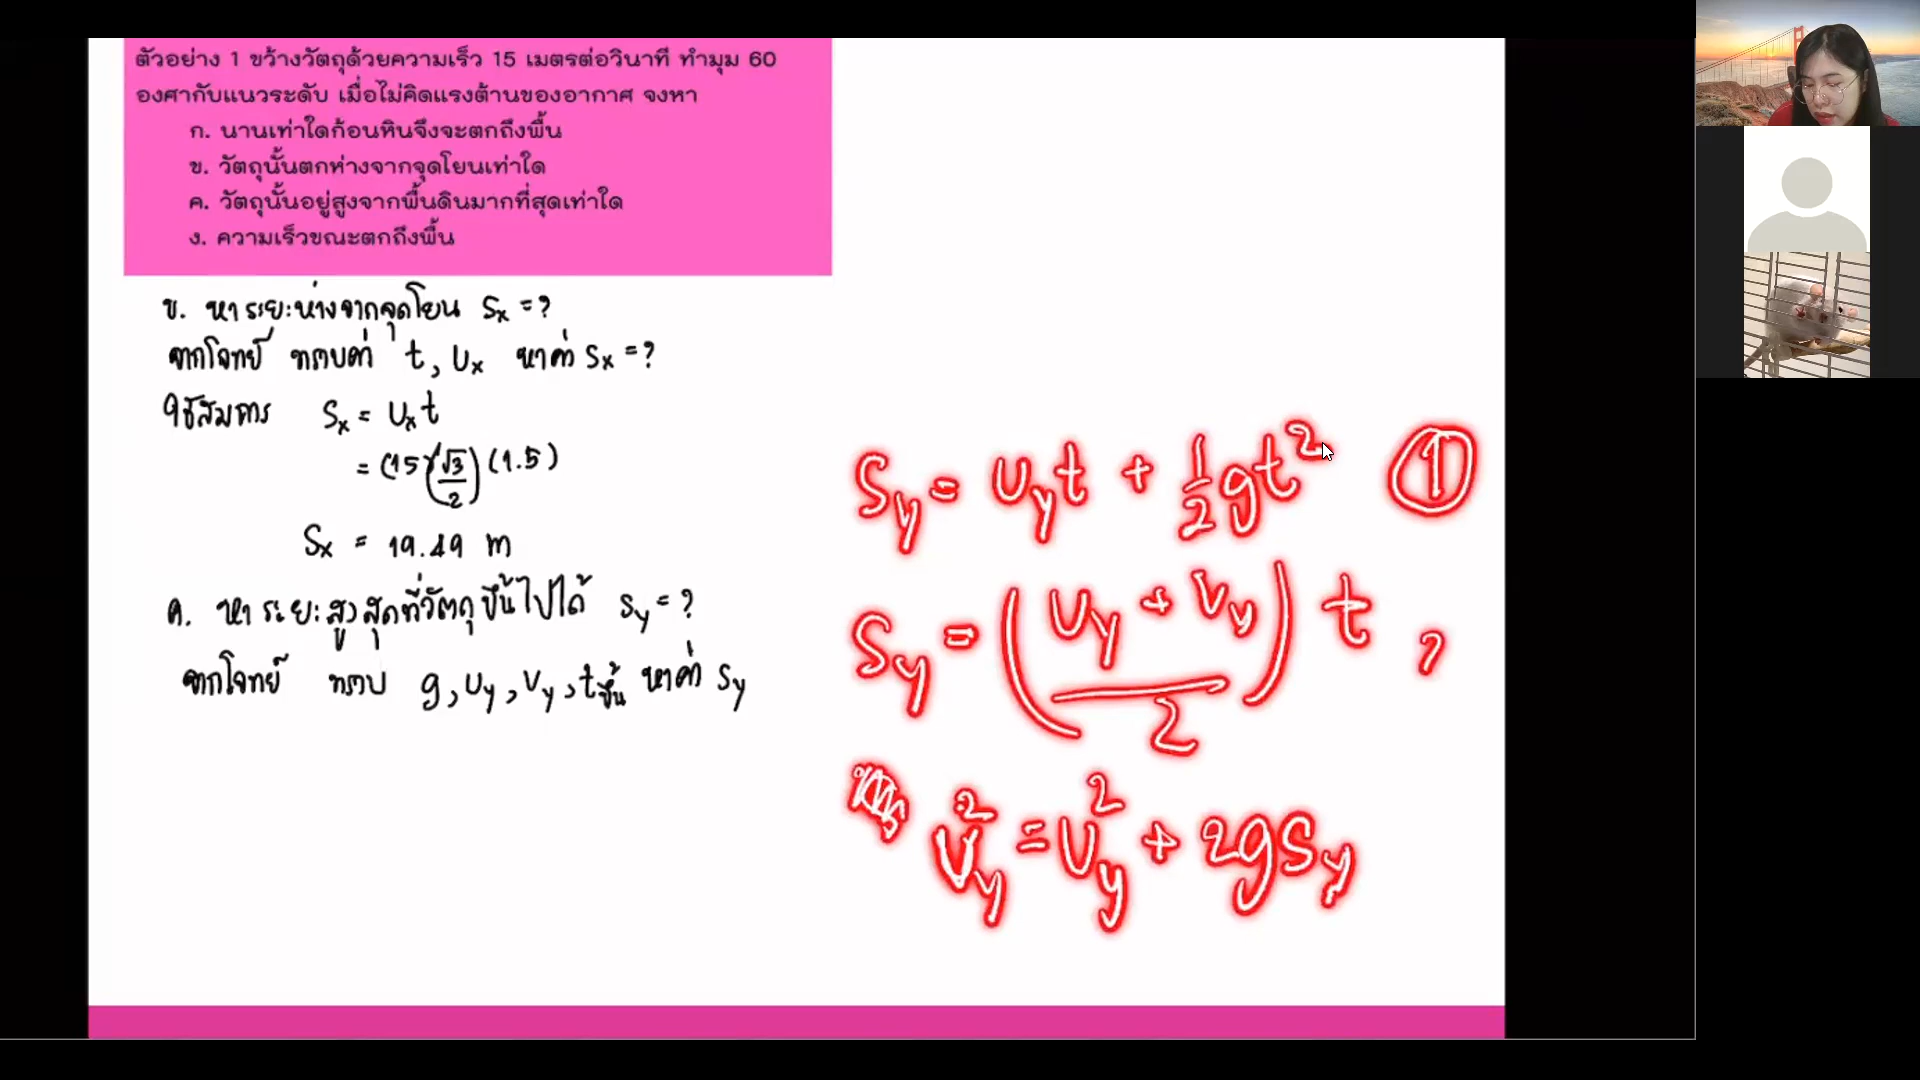 ตัวอย่าง 1 ขว้างวัตถุด้วยความเร็ว 15 เมตรต่อวินาที ทำมุม 60
องศากับแนวระดับ เมื่อไม่คิดแรงต้านของอากาศ จงหา
ก. นานเท่าใดก้อนหินจึงจะตกถึงพื้น
ข. วัตถุนั้นตกห่างจากจุดโยนเท่าใด
ค. วัตถุนั้นอยู่สูงจากพื้นดินมากที่สุดเท่าใด
ง. ความเร็วขณะตกถึงพื้น
ข. หา ระยะห่างจากจุดโยน Sx = ?
จากโจทย์ ทราบค่า t, Ux หาค่า Sx = ?
ใช้สมการ Sx = Uxt
= (15)(√3/2)(1.5)
Sx = 19.49 m
ค. หา ระยะสูงสุดที่วัตถุขึ้นไปได้ Sy = ?
จากโจทย์ ทราบ g, Uy, Vy, tขึ้น หาค่า Sy
Sy = Uyt + ½gt² ①
Sy = ((Uy + Vy)/2) t ,
Vy² = Uy² + 2gSy